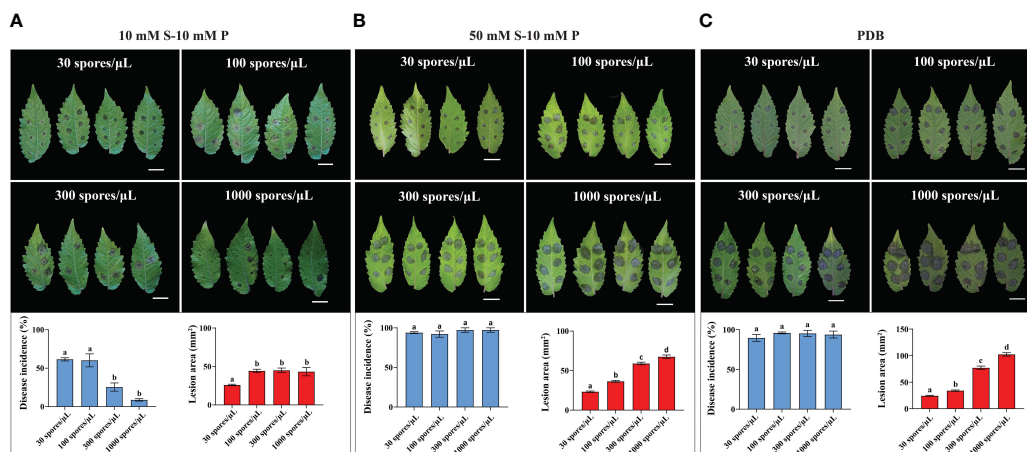 A
10 mM S-10 mM P
30 spores/µL
100 spores/µL
300 spores/µL
1000 spores/µL
Disease incidence (%)
100
50
0
a
a
b
b
30 spores/µL
100 spores/µL
300 spores/µL
1000 spores/µL
Lesion area (mm²)
100
50
0
a
b
b
b
30 spores/µL
100 spores/µL
300 spores/µL
1000 spores/µL
B
50 mM S-10 mM P
30 spores/µL
100 spores/µL
300 spores/µL
1000 spores/µL
Disease incidence (%)
100
50
0
a
a
a
a
30 spores/µL
100 spores/µL
300 spores/µL
1000 spores/µL
Lesion area (mm²)
100
50
0
a
b
c
d
30 spores/µL
100 spores/µL
300 spores/µL
1000 spores/µL
C
PDB
30 spores/µL
100 spores/µL
300 spores/µL
1000 spores/µL
Disease incidence (%)
100
50
0
a
a
a
a
30 spores/µL
100 spores/µL
300 spores/µL
1000 spores/µL
Lesion area (mm²)
150
100
50
0
a
b
c
d
30 spores/µL
100 spores/µL
300 spores/µL
1000 spores/µL